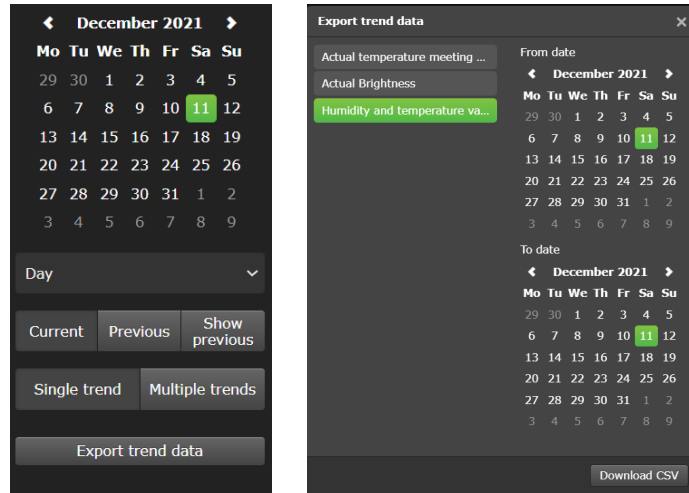 December 2021
Mo Tu We Th Fr Sa Su
29 30 1 2 3 4 5
6 7 8 9 10 11 12
13 14 15 16 17 18 19
20 21 22 23 24 25 26
27 28 29 30 31 1 2
3 4 5 6 7 8 9
Day
Current Previous Show previous
Single trend Multiple trends
Export trend data
Export trend data
Actual temperature meeting ...
Actual Brightness
Humidity and temperature va...
From date
December 2021
Mo Tu We Th Fr Sa Su
29 30 1 2 3 4 5
6 7 8 9 10 11 12
13 14 15 16 17 18 19
20 21 22 23 24 25 26
27 28 29 30 31 1 2
3 4 5 6 7 8 9
To date
December 2021
Mo Tu We Th Fr Sa Su
29 30 1 2 3 4 5
6 7 8 9 10 11 12
13 14 15 16 17 18 19
20 21 22 23 24 25 26
27 28 29 30 31 1 2
3 4 5 6 7 8 9
Download CSV